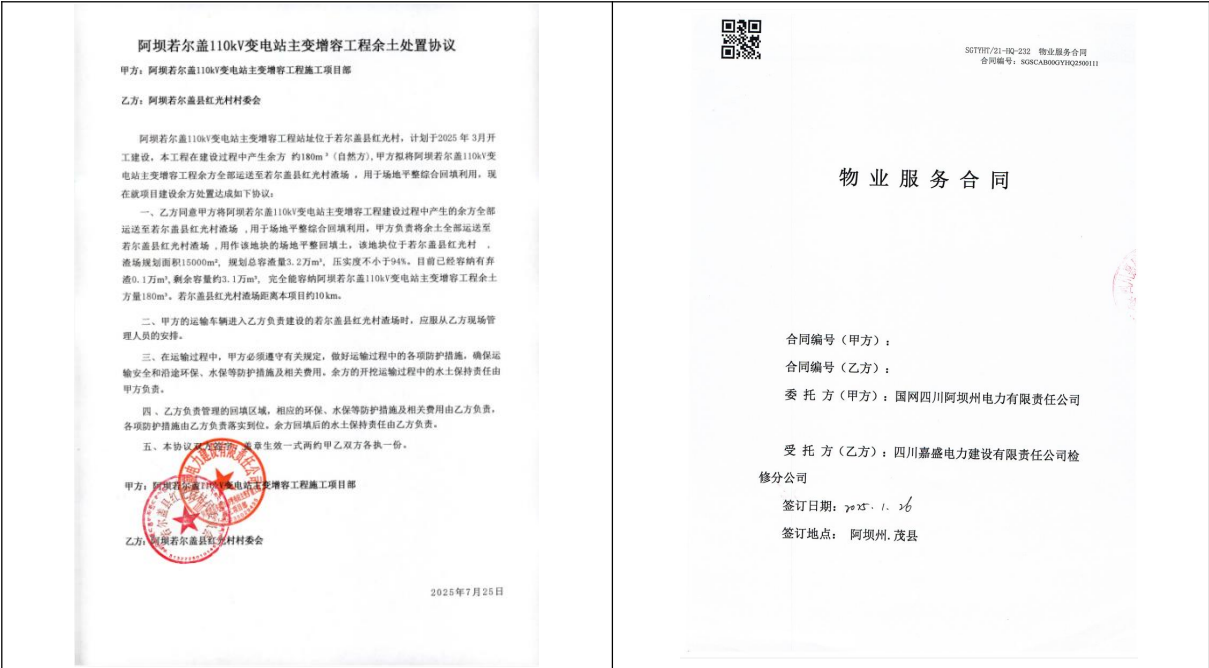 阿坝若尔盖110kV变电站主变增容工程余土处置协议
甲方：阿坝若尔盖110kV变电站主变增容工程施工项目部
乙方：阿坝若尔盖县红光村村委会
阿坝若尔盖110kV变电站主变增容工程站址位于若尔盖县红光村，计划于2025 年 3月开
工建设，本工程在建设过程中产生余方 约180m³（自然方），甲方拟将阿坝若尔盖110kV变
电站主变增容工程余方全部运送至若尔盖县红光村渣场 ，用于场地平整综合回填利用，现
在就项目建设余方处置达成如下协议：
一、乙方同意甲方将阿坝若尔盖110kV变电站主变增容工程建设过程中产生的余方全部
运送至若尔盖县红光村渣场 ，用于场地平整综合回填利用，甲方负责将余土全部运送至
若尔盖县红光村渣场 ，用作该地块的场地平整回填土，该地块位于若尔盖县红光村 ，
渣场规划面积15000m²，规划总容渣量3.2万m³，压实度不小于94%。目前已经容纳有弃
渣0.1万m³，剩余容量约3.1万m³，完全能容纳阿坝若尔盖110kV变电站主变增容工程余土
方量180m³。若尔盖县红光村渣场距离本项目约10km。
二、甲方的运输车辆进入乙方负责建设的若尔盖县红光村渣场时，应服从乙方现场管
理人员的安排。
三、在运输过程中，甲方必须遵守有关规定，做好运输过程中的各项防护措施，确保运
输安全和沿途环保、水保等防护措施及相关费用。余方的开挖运输过程中的水土保持责任由
甲方负责。
四、乙方负责管理的回填区域，相应的环保、水保等防护措施及相关费用由乙方负责，
各项防护措施由乙方负责落实到位。余方回填后的水土保持责任由乙方负责。
五、本协议双方签字、盖章生效一式两约甲乙双方各执一份。
甲方：阿坝若尔盖110kV变电站主变增容工程施工项目部
乙方：阿坝若尔盖县红光村村委会
2025年7月25日
SGTYHT/21-HQ-232 物业服务合同
合同编号：SGSCAB00GYHQ2500111
物业服务合同
合同编号（甲方）：
合同编号（乙方）：
委 托 方（甲方）：国网四川阿坝州电力有限责任公司
受 托 方（乙方）：四川嘉盛电力建设有限责任公司检
修分公司
签订日期：2025.1.26
签订地点： 阿坝州.茂县